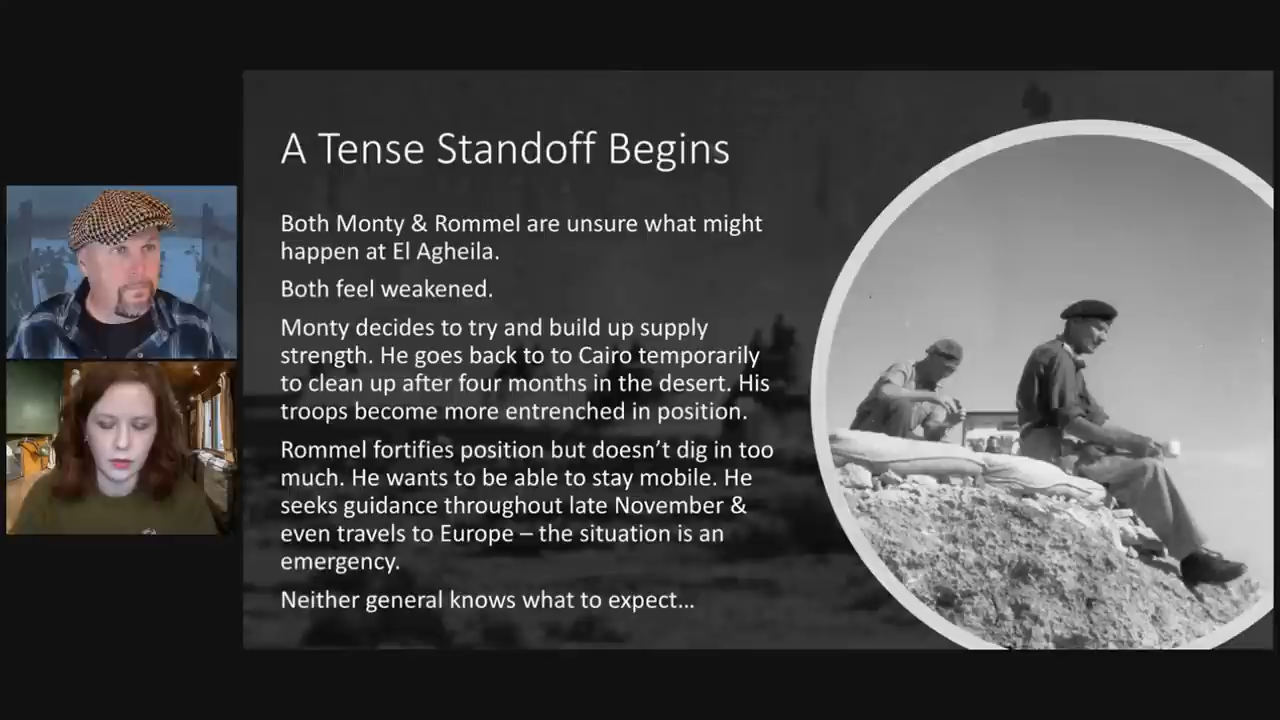 A Tense Standoff Begins
Both Monty & Rommel are unsure what might
happen at El Agheila.
Both feel weakened.
Monty decides to try and build up supply
strength. He goes back to to Cairo temporarily
to clean up after four months in the desert. His
troops become more entrenched in position.
Rommel fortifies position but doesn’t dig in too
much. He wants to be able to stay mobile. He
seeks guidance throughout late November &
even travels to Europe – the situation is an
emergency.
Neither general knows what to expect…